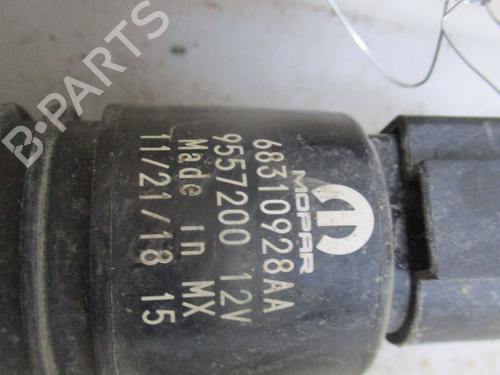 68310928AA
MOPAR
9557200 12V
Made in MX
11/21/18 15
B-PARTS